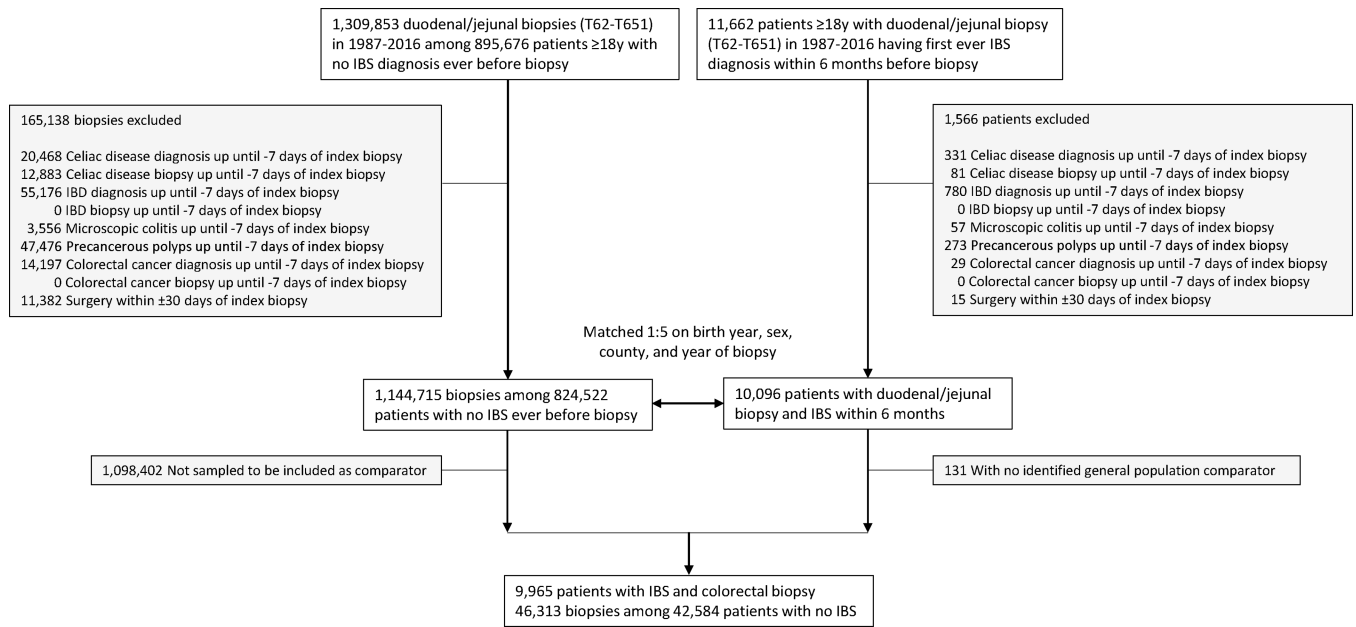 1,309,853 duodenal/jejunal biopsies (T62-T651)
in 1987-2016 among 895,676 patients ≥18y with
no IBS diagnosis ever before biopsy
11,662 patients ≥18y with duodenal/jejunal biopsy
(T62-T651) in 1987-2016 having first ever IBS
diagnosis within 6 months before biopsy
165,138 biopsies excluded
20,468 Celiac disease diagnosis up until -7 days of index biopsy
12,883 Celiac disease biopsy up until -7 days of index biopsy
55,176 IBD diagnosis up until -7 days of index biopsy
0 IBD biopsy up until -7 days of index biopsy
3,556 Microscopic colitis up until -7 days of index biopsy
47,476 Precancerous polyps up until -7 days of index biopsy
14,197 Colorectal cancer diagnosis up until -7 days of index biopsy
0 Colorectal cancer biopsy up until -7 days of index biopsy
11,382 Surgery within ±30 days of index biopsy
1,566 patients excluded
331 Celiac disease diagnosis up until -7 days of index biopsy
81 Celiac disease biopsy up until -7 days of index biopsy
780 IBD diagnosis up until -7 days of index biopsy
0 IBD biopsy up until -7 days of index biopsy
57 Microscopic colitis up until -7 days of index biopsy
273 Precancerous polyps up until -7 days of index biopsy
29 Colorectal cancer diagnosis up until -7 days of index biopsy
0 Colorectal cancer biopsy up until -7 days of index biopsy
15 Surgery within ±30 days of index biopsy
Matched 1:5 on birth year, sex,
county, and year of biopsy
1,144,715 biopsies among 824,522
patients with no IBS ever before biopsy
10,096 patients with duodenal/jejunal
biopsy and IBS within 6 months
1,098,402 Not sampled to be included as comparator
131 With no identified general population comparator
9,965 patients with IBS and colorectal biopsy
46,313 biopsies among 42,584 patients with no IBS